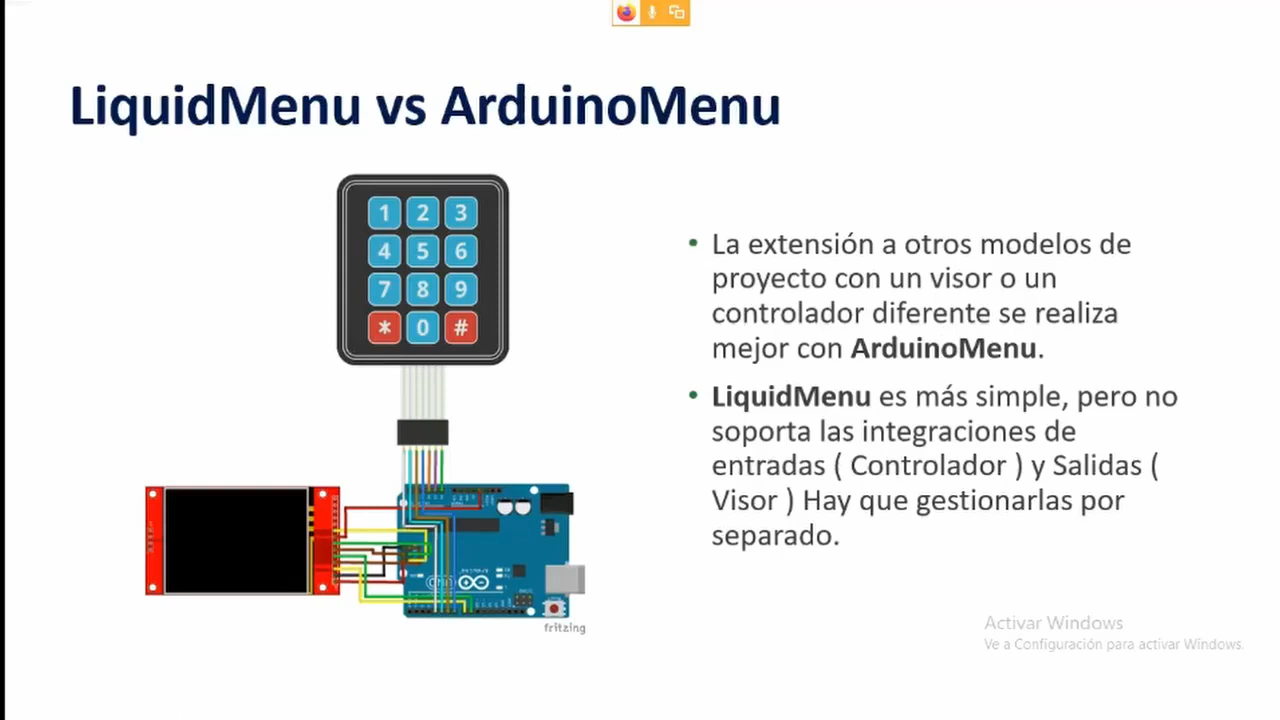 LiquidMenu vs ArduinoMenu
1 2 3
4 5 6
7 8 9
* 0 #
• La extensión a otros modelos de
proyecto con un visor o un
controlador diferente se realiza
mejor con ArduinoMenu.
• LiquidMenu es más simple, pero no
soporta las integraciones de
entradas ( Controlador ) y Salidas (
Visor ) Hay que gestionarlas por
separado.
fritzing
Activar Windows
Ve a Configuración para activar Windows.